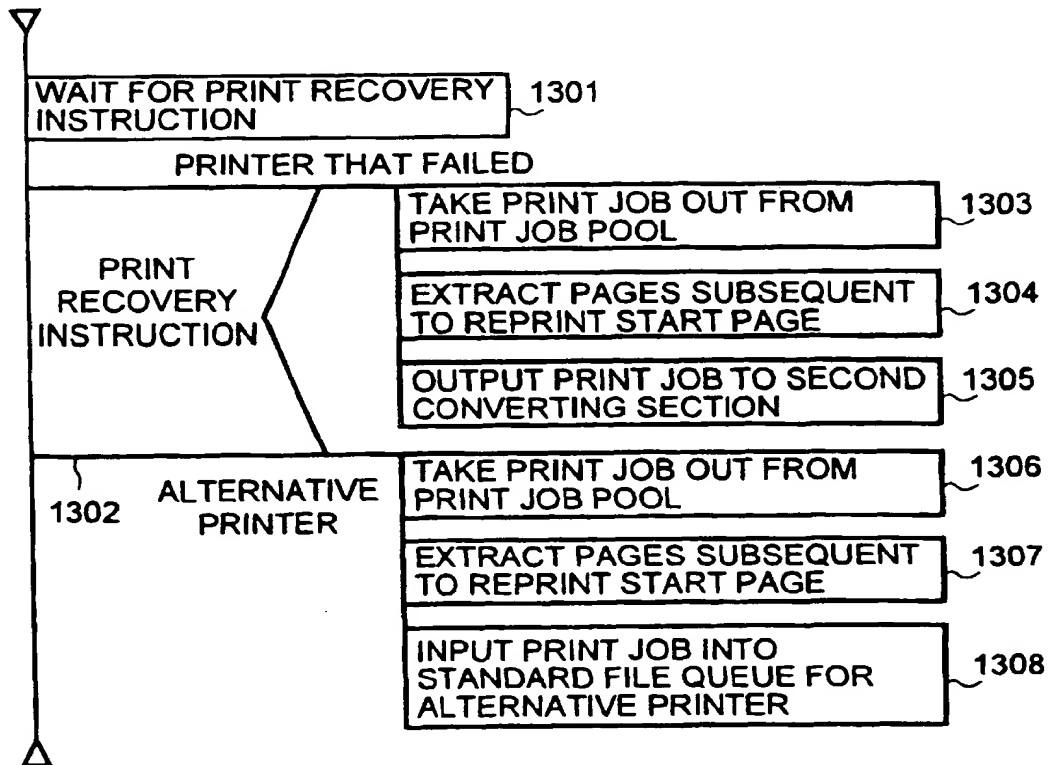 WAIT FOR PRINT RECOVERY
INSTRUCTION
1301
PRINTER THAT FAILED
TAKE PRINT JOB OUT FROM
PRINT JOB POOL
1303
PRINT
RECOVERY
INSTRUCTION
EXTRACT PAGES SUBSEQUENT
TO REPRINT START PAGE
1304
OUTPUT PRINT JOB TO SECOND
CONVERTING SECTION
1305
1302
ALTERNATIVE
PRINTER
TAKE PRINT JOB OUT FROM
PRINT JOB POOL
1306
EXTRACT PAGES SUBSEQUENT
TO REPRINT START PAGE
1307
INPUT PRINT JOB INTO
STANDARD FILE QUEUE FOR
ALTERNATIVE PRINTER
1308